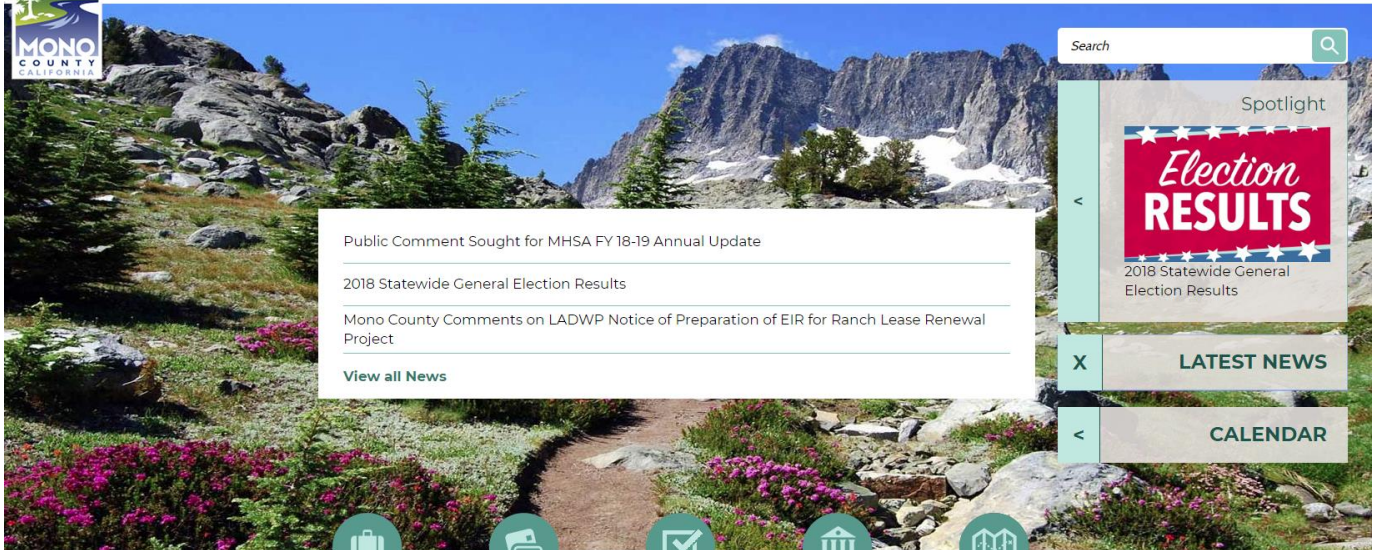 MONO
COUNTY
CALIFORNIA
Search
Spotlight
Election
RESULTS
<
2018 Statewide General
Election Results
Public Comment Sought for MHSA FY 18-19 Annual Update
2018 Statewide General Election Results
Mono County Comments on LADWP Notice of Preparation of EIR for Ranch Lease Renewal
Project
View all News
X
LATEST NEWS
<
CALENDAR